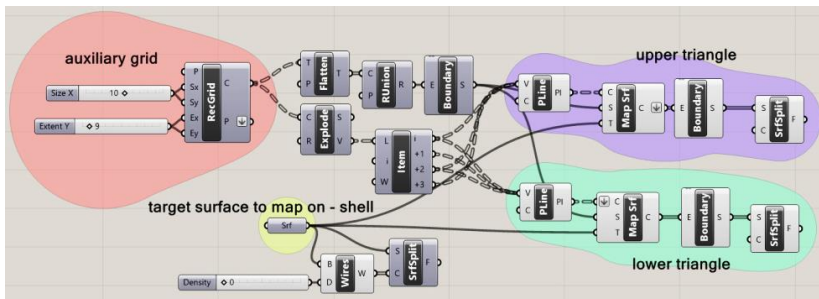 auxiliary grid
upper triangle
P
Sx
Sy
Ex
Ey
RecGrid
C
P
Size X
10
Extent Y
9
T
P
Flatten
T
C
P
RUnion
R
E
Boundary
S
C
R
Explode
S
V
L
i
W
Item
i
+1
+2
+3
V
C
PLine
Pl
C
S
T
Map Srf
C
E
Boundary
S
S
C
SrfSplit
F
target surface to map on - shell
Srf
V
C
PLine
Pl
C
S
T
Map Srf
C
E
Boundary
S
S
C
SrfSplit
F
lower triangle
Density
0
B
D
Wires
W
S
C
SrfSplit
F